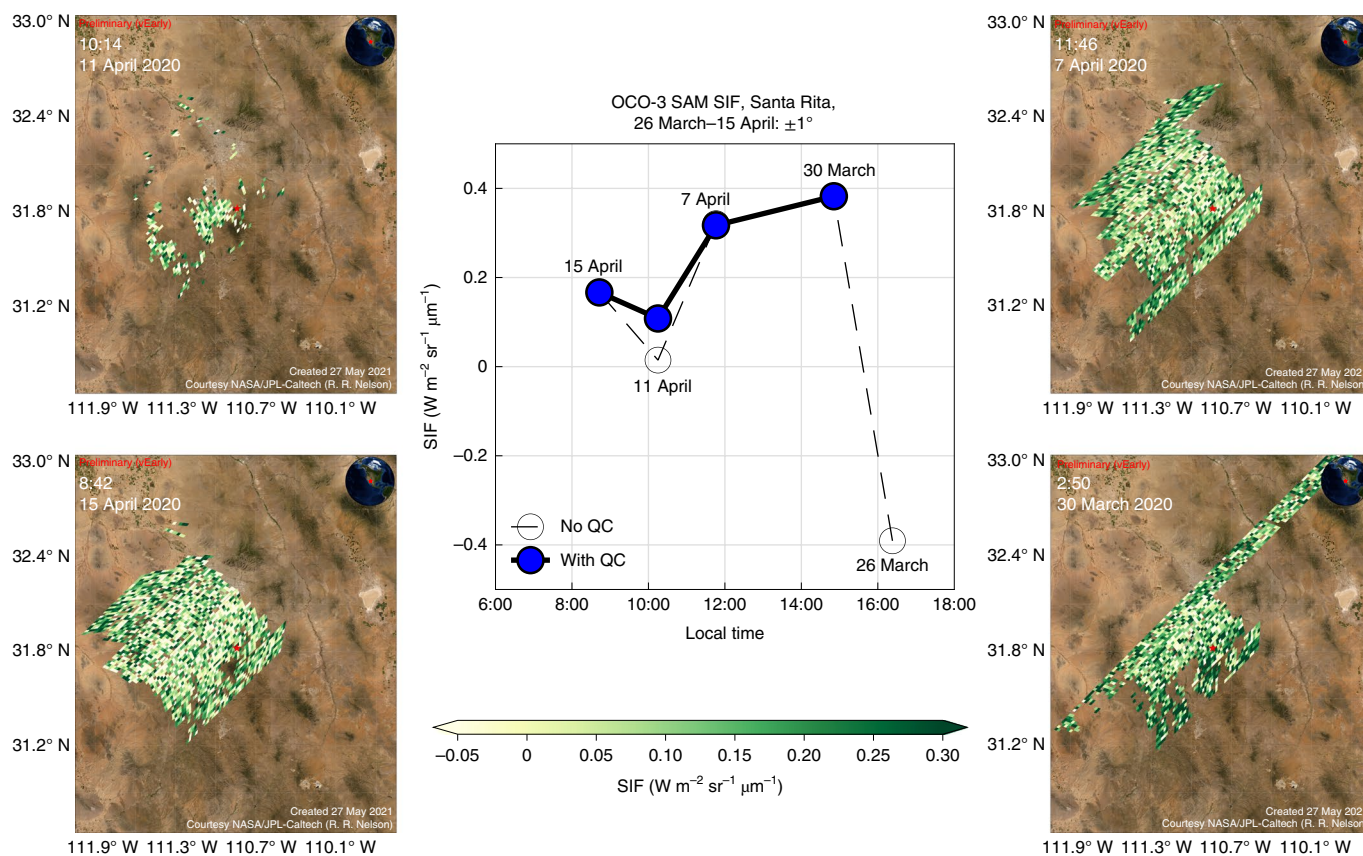 33.0° N
32.4° N
31.8° N
31.2° N
Preliminary (vEarly)
10:14
11 April 2020
Created 27 May 2021
Courtesy NASA/JPL-Caltech (R. R. Nelson)
111.9° W 111.3° W 110.7° W 110.1° W
33.0° N
32.4° N
31.8° N
31.2° N
Preliminary (vEarly)
8:42
15 April 2020
Created 27 May 2021
Courtesy NASA/JPL-Caltech (R. R. Nelson)
111.9° W 111.3° W 110.7° W 110.1° W
OCO-3 SAM SIF, Santa Rita,
26 March–15 April: ±1°
SIF (W m⁻² sr⁻¹ μm⁻¹)
0.4
0.2
0
−0.2
−0.4
30 March
7 April
15 April
11 April
26 March
No QC
With QC
6:00 8:00 10:00 12:00 14:00 16:00 18:00
Local time
−0.05 0 0.05 0.10 0.15 0.20 0.25 0.30
SIF (W m⁻² sr⁻¹ μm⁻¹)
33.0° N
32.4° N
31.8° N
31.2° N
Preliminary (vEarly)
11:46
7 April 2020
Created 27 May 202
Courtesy NASA/JPL-Caltech (R. R. Nelson)
111.9° W 111.3° W 110.7° W 110.1° W
33.0° N
32.4° N
31.8° N
31.2° N
Preliminary (vEarly)
2:50
30 March 2020
Created 27 May 202
Courtesy NASA/JPL-Caltech (R. R. Nelson)
111.9° W 111.3° W 110.7° W 110.1° W